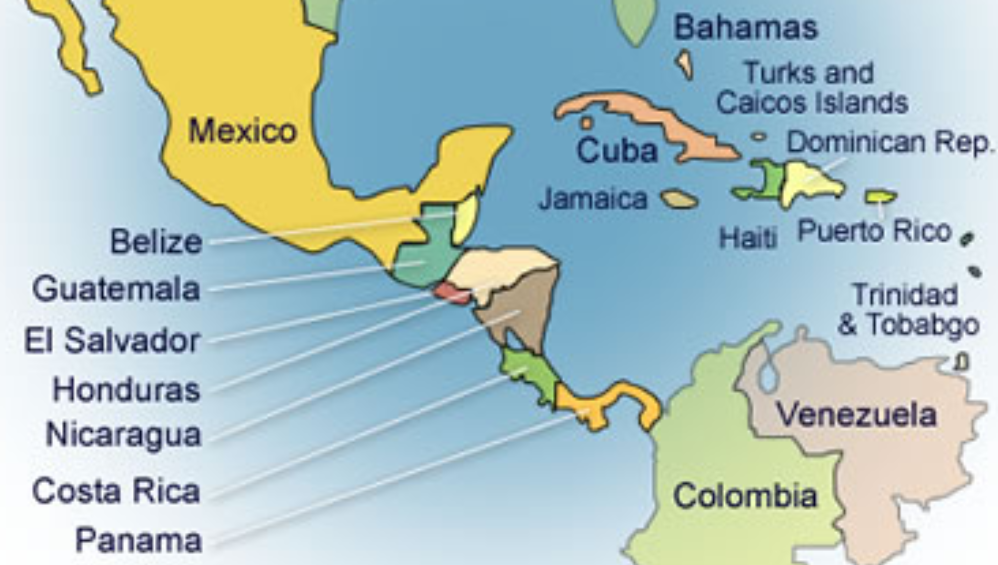 Bahamas
Turks and
Caicos Islands
Mexico
Cuba
Dominican Rep.
Jamaica
Haiti
Puerto Rico
Belize
Guatemala
Trinidad
& Tobabgo
El Salvador
Honduras
Nicaragua
Venezuela
Costa Rica
Colombia
Panama